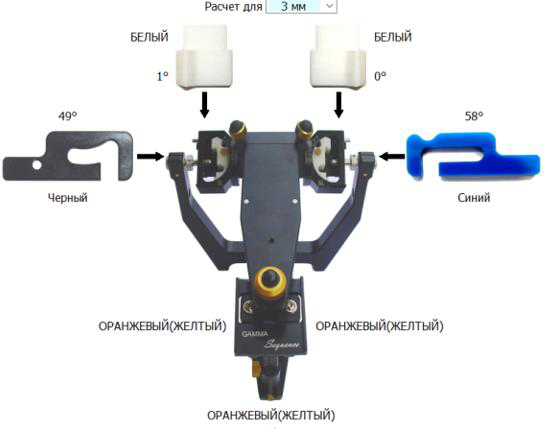 Расчет для 3 мм
БЕЛЫЙ БЕЛЫЙ
1° 0°
49° 58°
Черный Синий
ОРАНЖЕВЫЙ(ЖЕЛТЫЙ) ОРАНЖЕВЫЙ(ЖЕЛТЫЙ)
GAMMA
Sequence
ОРАНЖЕВЫЙ(ЖЕЛТЫЙ)